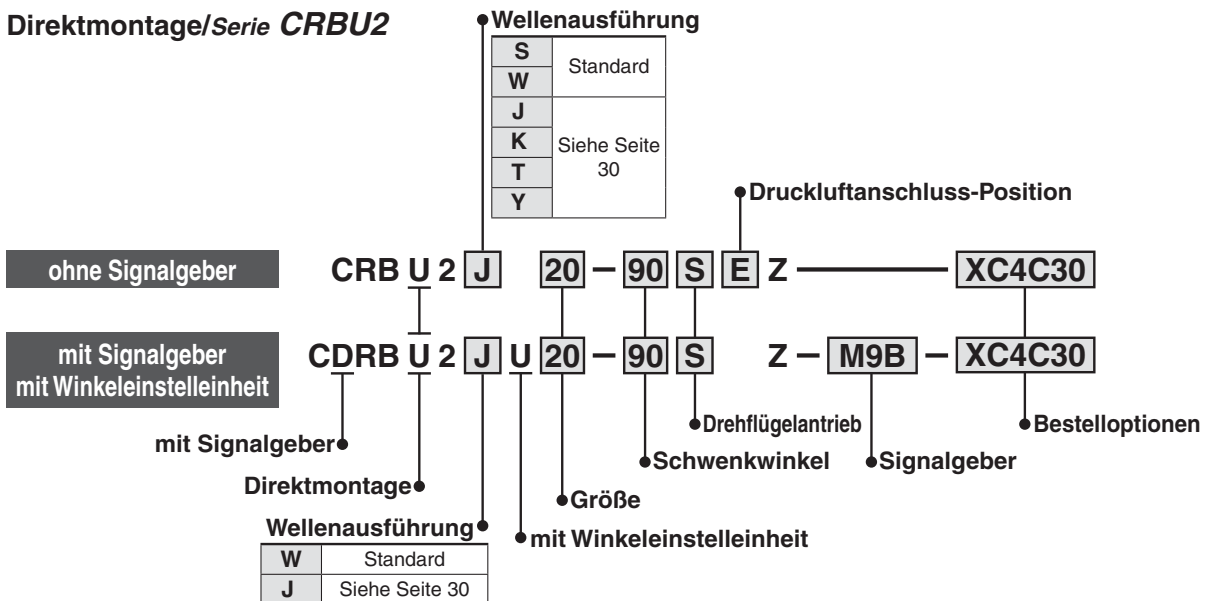 Direktmontage/Serie CRBU2
Wellenausführung
S
Standard
W
J
K
Siehe Seite
30
T
Y
Druckluftanschluss-Position
ohne Signalgeber
CRB U 2 J 20 – 90 S E Z – XC4C30
mit Signalgeber
mit Winkeleinstelleinheit
CDRB U 2 J U 20 – 90 S Z – M9B – XC4C30
Drehflügelantrieb
Bestelloptionen
mit Signalgeber
Schwenkwinkel
Signalgeber
Direktmontage
Größe
Wellenausführung
mit Winkeleinstelleinheit
W Standard
J Siehe Seite 30